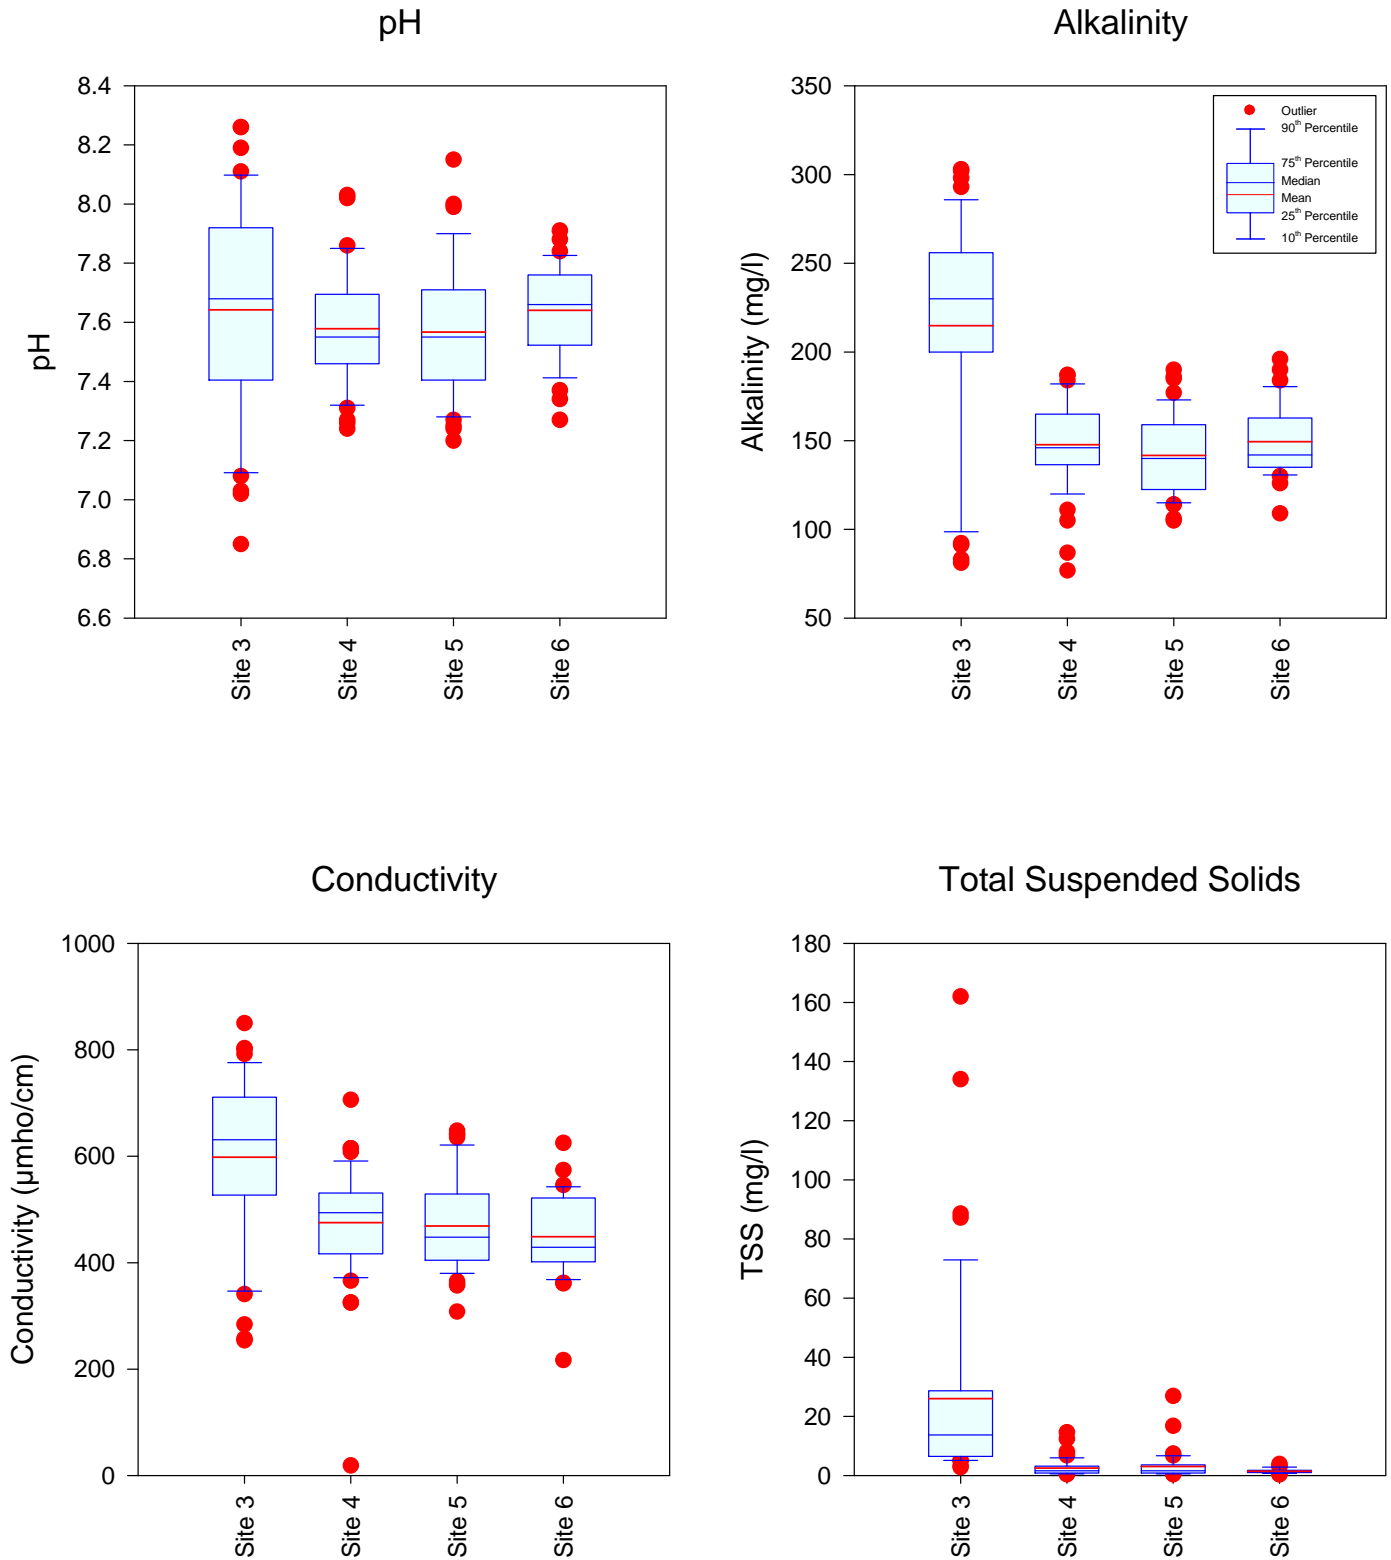 pH
8.4
8.2
8.0
7.8
7.6
7.4
7.2
7.0
6.8
6.6
pH
Site 3
Site 4
Site 5
Site 6
Alkalinity
350
300
250
200
150
100
50
Alkalinity (mg/l)
Outlier
90th Percentile
75th Percentile
Median
Mean
25th Percentile
10th Percentile
Site 3
Site 4
Site 5
Site 6
Conductivity
1000
800
600
400
200
0
Conductivity (µmho/cm)
Site 3
Site 4
Site 5
Site 6
Total Suspended Solids
180
160
140
120
100
80
60
40
20
0
TSS (mg/l)
Site 3
Site 4
Site 5
Site 6